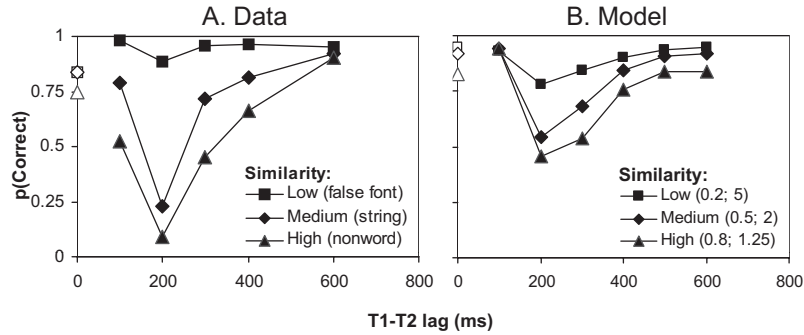 A. Data
B. Model
p(Correct)
1
0.75
0.5
0.25
0
Similarity:
Low (false font)
Medium (string)
High (nonword)
0 200 400 600 800
Similarity:
Low (0.2; 5)
Medium (0.5; 2)
High (0.8; 1.25)
0 200 400 600 800
T1-T2 lag (ms)